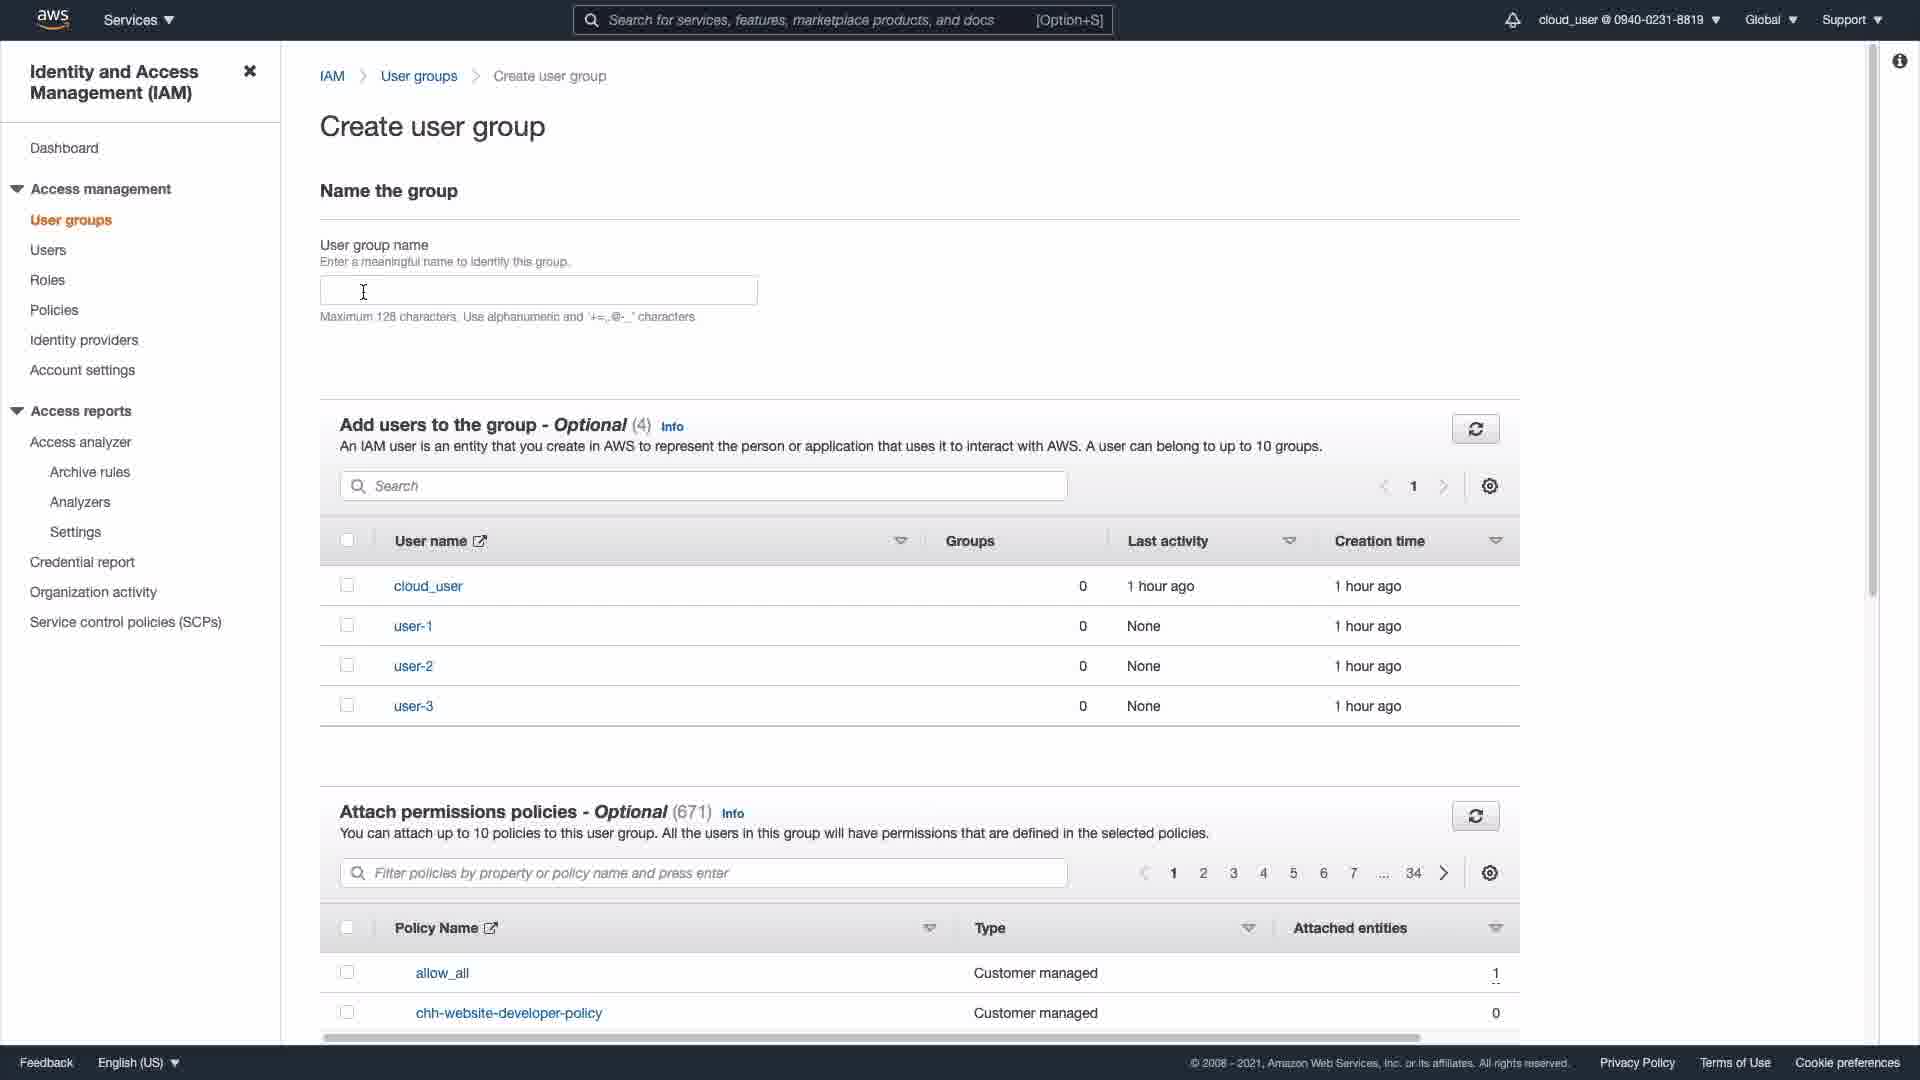 aws
Services
Search for services, features, marketplace products, and docs [Option+S]
cloud_user @ 0940-0231-8819
Global
Support
Identity and Access
Management (IAM)
Dashboard
Access management
User groups
Users
Roles
Policies
Identity providers
Account settings
Access reports
Access analyzer
Archive rules
Analyzers
Settings
Credential report
Organization activity
Service control policies (SCPs)
IAM > User groups > Create user group
Create user group
Name the group
User group name
Enter a meaningful name to identify this group.
Maximum 128 characters. Use alphanumeric and '+=,.@-_' characters.
Add users to the group - Optional (4) Info
An IAM user is an entity that you create in AWS to represent the person or application that uses it to interact with AWS. A user can belong to up to 10 groups.
Search
1
User name Groups Last activity Creation time
cloud_user 0 1 hour ago 1 hour ago
user-1 0 None 1 hour ago
user-2 0 None 1 hour ago
user-3 0 None 1 hour ago
Attach permissions policies - Optional (671) Info
You can attach up to 10 policies to this user group. All the users in this group will have permissions that are defined in the selected policies.
Filter policies by property or policy name and press enter
1 2 3 4 5 6 7 ... 34
Policy Name Type Attached entities
allow_all Customer managed 1
chh-website-developer-policy Customer managed 0
Feedback
English (US)
© 2008 - 2021, Amazon Web Services, Inc. or its affiliates. All rights reserved.
Privacy Policy
Terms of Use
Cookie preferences